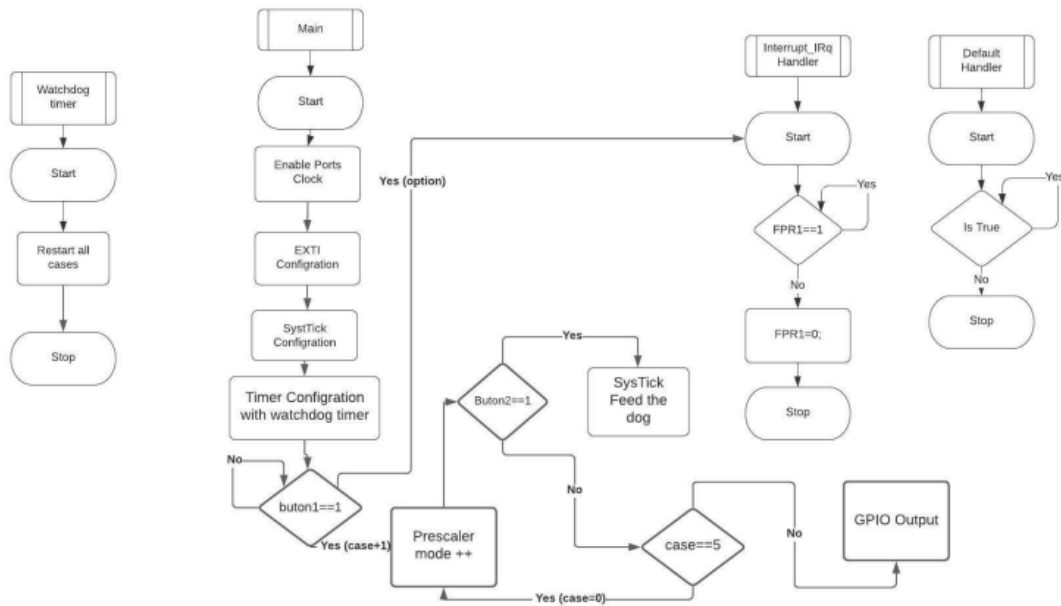 Watchdog
timer
Start
Restart all
cases
Stop
Main
Start
Enable Ports
Clock
EXTI
Configration
SystTick
Configration
Timer Configration
with watchdog timer
No
buton1==1
Yes (option)
Yes (case+1)
Prescaler
mode ++
Buton2==1
Yes
SysTick
Feed the
dog
No
case==5
Yes (case=0)
No
GPIO Output
Interrupt_IRq
Handler
Start
Yes
FPR1==1
No
FPR1=0;
Stop
Default
Handler
Start
Yes
Is True
No
Stop